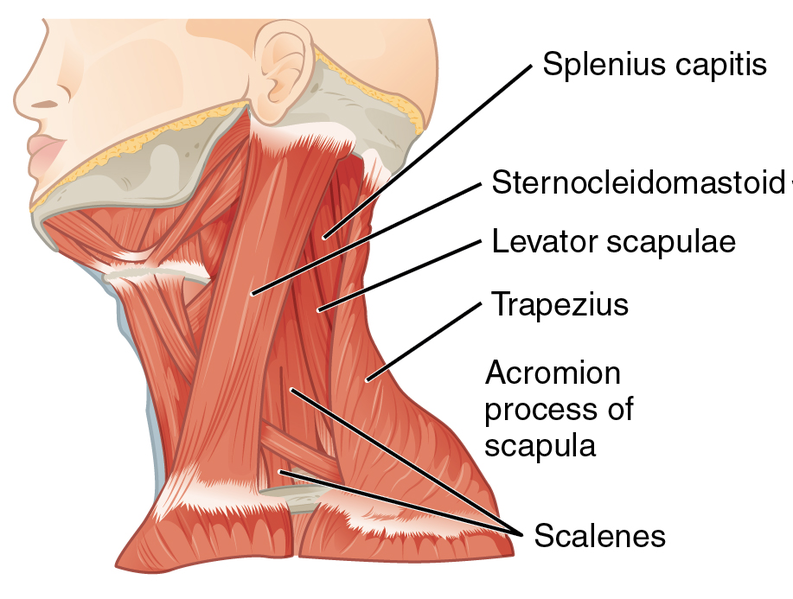 Splenius capitis
Sternocleidomastoid
Levator scapulae
Trapezius
Acromion
process of
scapula
Scalenes